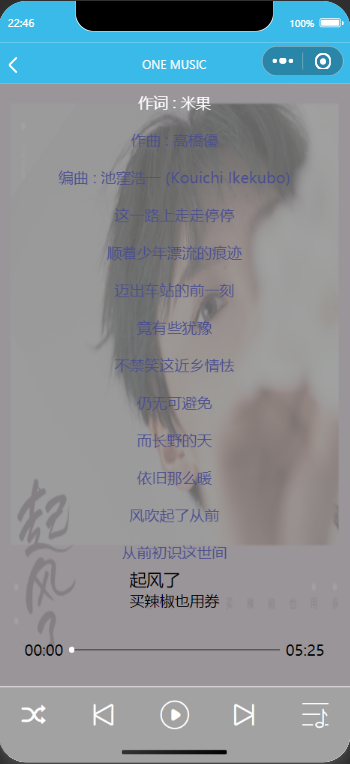 22:46
100%
ONE MUSIC
作词 : 米果
作曲 : 高橋優
编曲 : 池窪浩一 (Kouichi Ikekubo)
这一路上走走停停
顺着少年漂流的痕迹
迈出车站的前一刻
竟有些犹豫
不禁笑这近乡情怯
仍无可避免
而长野的天
依旧那么暖
风吹起了从前
从前初识这世间
起风了
起风了
买辣椒也用券
00:00
05:25